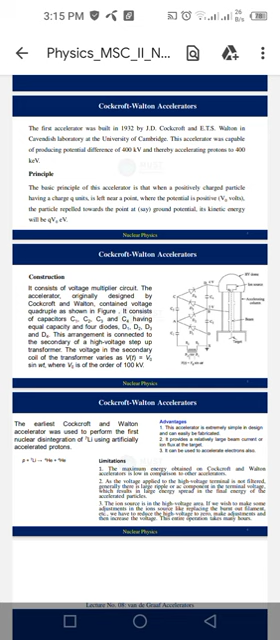 3:15 PM
26
B/s
78
Physics_MSC_II_N...
Cockcroft-Walton Accelerators
The first accelerator was built in 1932 by J.D. Cockcroft and E.T.S. Walton in
Cavendish laboratory at the University of Cambridge. This accelerator was capable
of producing potential difference of 400 kV and thereby accelerating protons to 400
keV.
Principle
The basic principle of this accelerator is that when a positively charged particle
having a charge q units, is left near a point, where the potential is positive (V₀ volts),
the particle repelled towards the point at (say) ground potential, its kinetic energy
will be qV₀ eV.
Nuclear Physics
Cockcroft-Walton Accelerators
Construction
It consists of voltage multiplier circuit. The
accelerator, originally designed by
Cockcroft and Walton, contained voltage
quadruple as shown in Figure. It consists
of capacitors C₁, C₂, C₃ and C₄ having
equal capacity and four diodes, D₁, D₂, D₃
and D₄. This arrangement is connected to
the secondary of a high-voltage step up
transformer. The voltage in the secondary
coil of the transformer varies as V(t) = V₀
sin wt, where V₀ is of the order of 100 kV.
HV dome
Ion source
Accelerating
column
Beam
Target
Nuclear Physics
Cockcroft-Walton Accelerators
The earliest Cockcroft and Walton
accelerator was used to perform the first
nuclear disintegration of ⁷Li using artificially
accelerated protons.
p + ⁷Li → ⁴He + ⁴He
Advantages
1. This accelerator is extremely simple in design
and can easily be fabricated.
2. It provides a relatively large beam current or
ion flux at the target.
3. It can be used to accelerate electrons also.
Limitations
1. The maximum energy obtained on Cockcroft and Walton
accelerators is low in comparison to other accelerators.
2. As the voltage applied to the high-voltage terminal is not filtered,
generally there is large ripple or ac component in the terminal voltage,
which results in large energy spread in the final energy of the
accelerated particles.
3. The ion source is in the high-voltage area. If we wish to make some
adjustments in the ions source like replacing the burnt out filament,
etc., we have to reduce the high-voltage to zero, make adjustments and
then increase the voltage. This entire operation takes many hours.
Nuclear Physics
Lecture No. 08: van de Graaf Accelerators